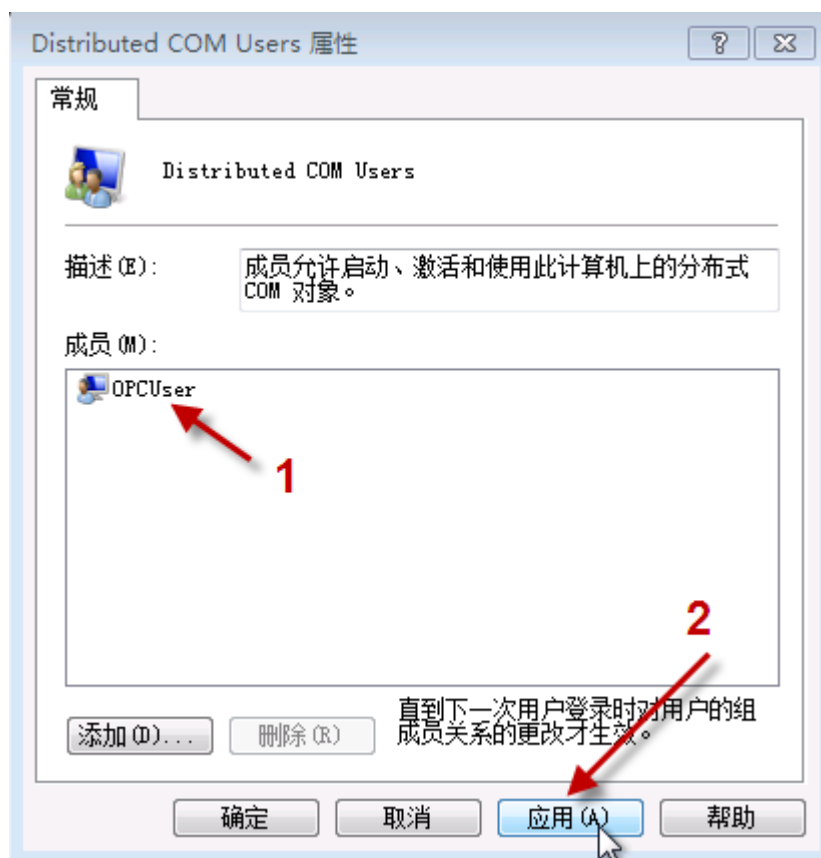 Distributed COM Users 属性
常规
Distributed COM Users
描述(E):
成员允许启动、激活和使用此计算机上的分布式
COM 对象。
成员(M):
OPCUser
1
2
添加(D)...
删除(R)
直到下一次用户登录时对用户的组
成员关系的更改才生效。
确定
取消
应用(A)
帮助